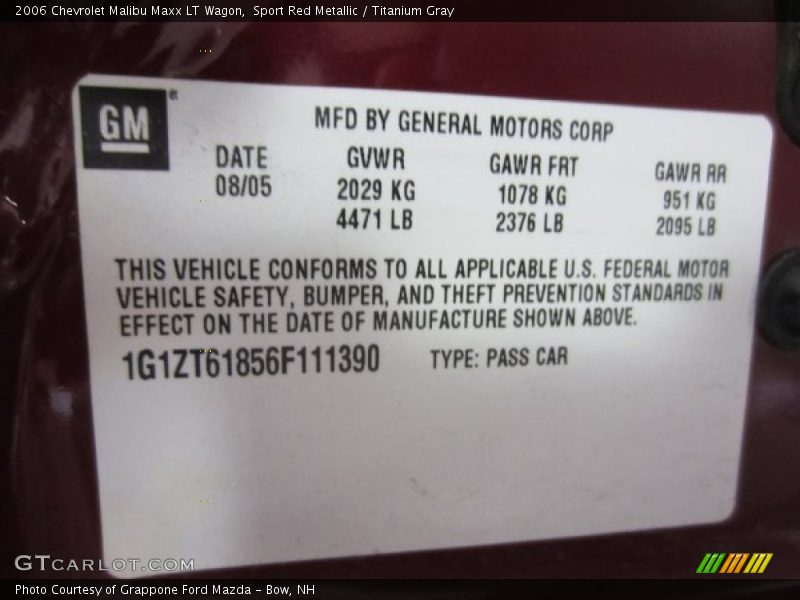 2006 Chevrolet Malibu Maxx LT Wagon,  Sport Red Metallic / Titanium Gray
GM®
MFD BY GENERAL MOTORS CORP
DATE GVWR GAWR FRT GAWR RR
08/05 2029 KG 1078 KG 951 KG
4471 LB 2376 LB 2095 LB
THIS VEHICLE CONFORMS TO ALL APPLICABLE U.S. FEDERAL MOTOR
VEHICLE SAFETY, BUMPER, AND THEFT PREVENTION STANDARDS IN
EFFECT ON THE DATE OF MANUFACTURE SHOWN ABOVE.
1G1ZT61856F111390 TYPE: PASS CAR
GTCARLOT.COM
Photo Courtesy of Grappone Ford Mazda - Bow, NH